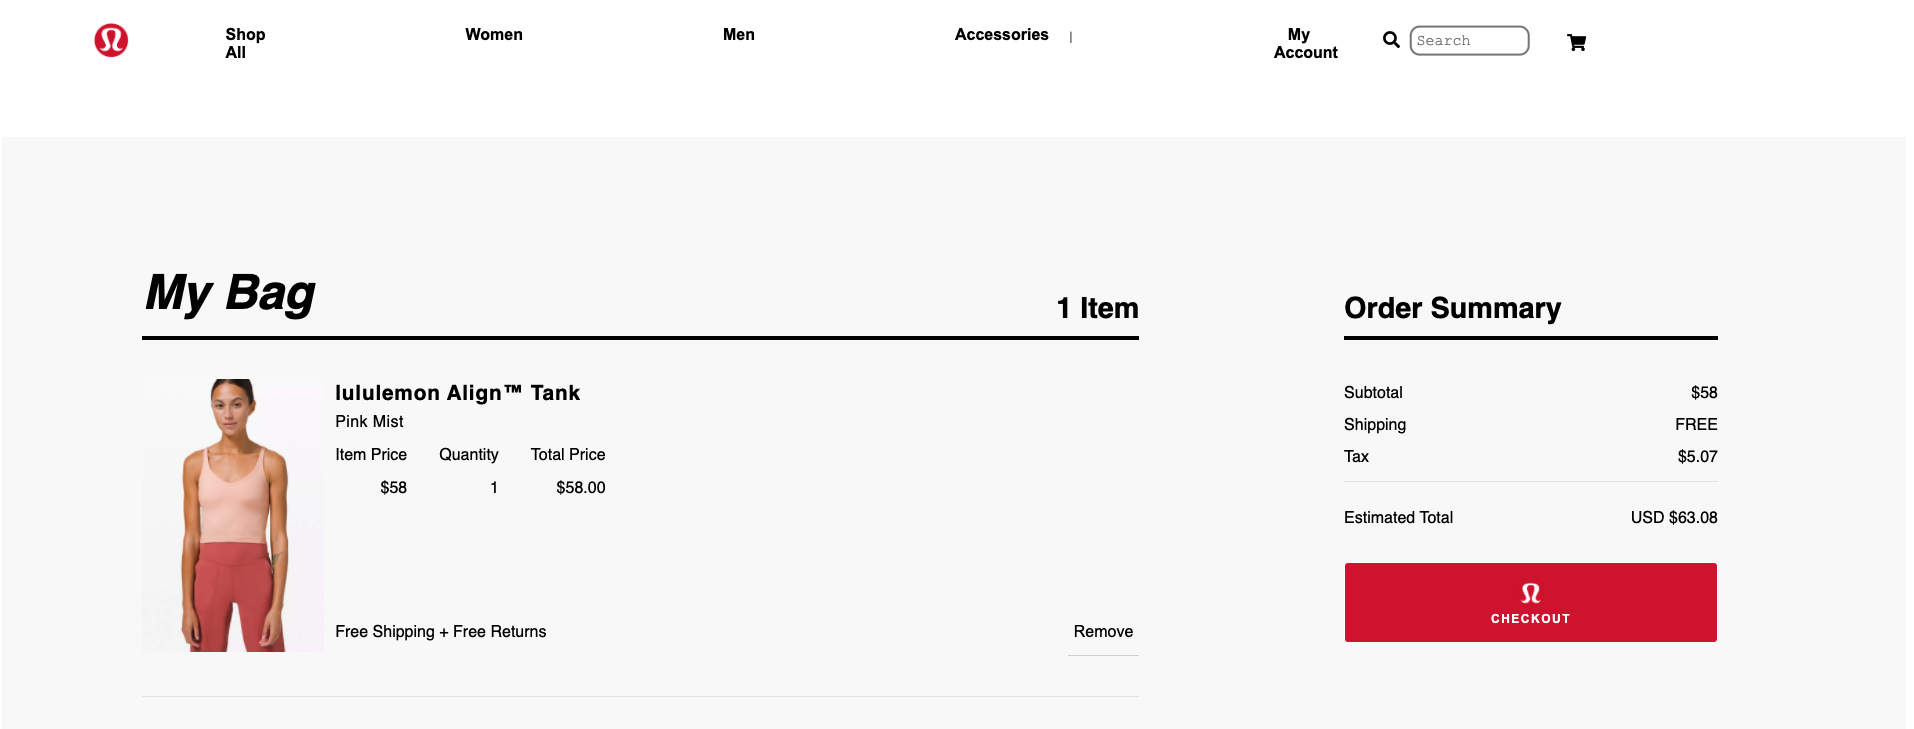 Shop
All
Women
Men
Accessories |
My
Account
Search
My Bag
1 Item
lululemon Align™ Tank
Pink Mist
Item Price Quantity Total Price
$58 1 $58.00
Free Shipping + Free Returns
Remove
Order Summary
Subtotal $58
Shipping FREE
Tax $5.07
Estimated Total USD $63.08
CHECKOUT